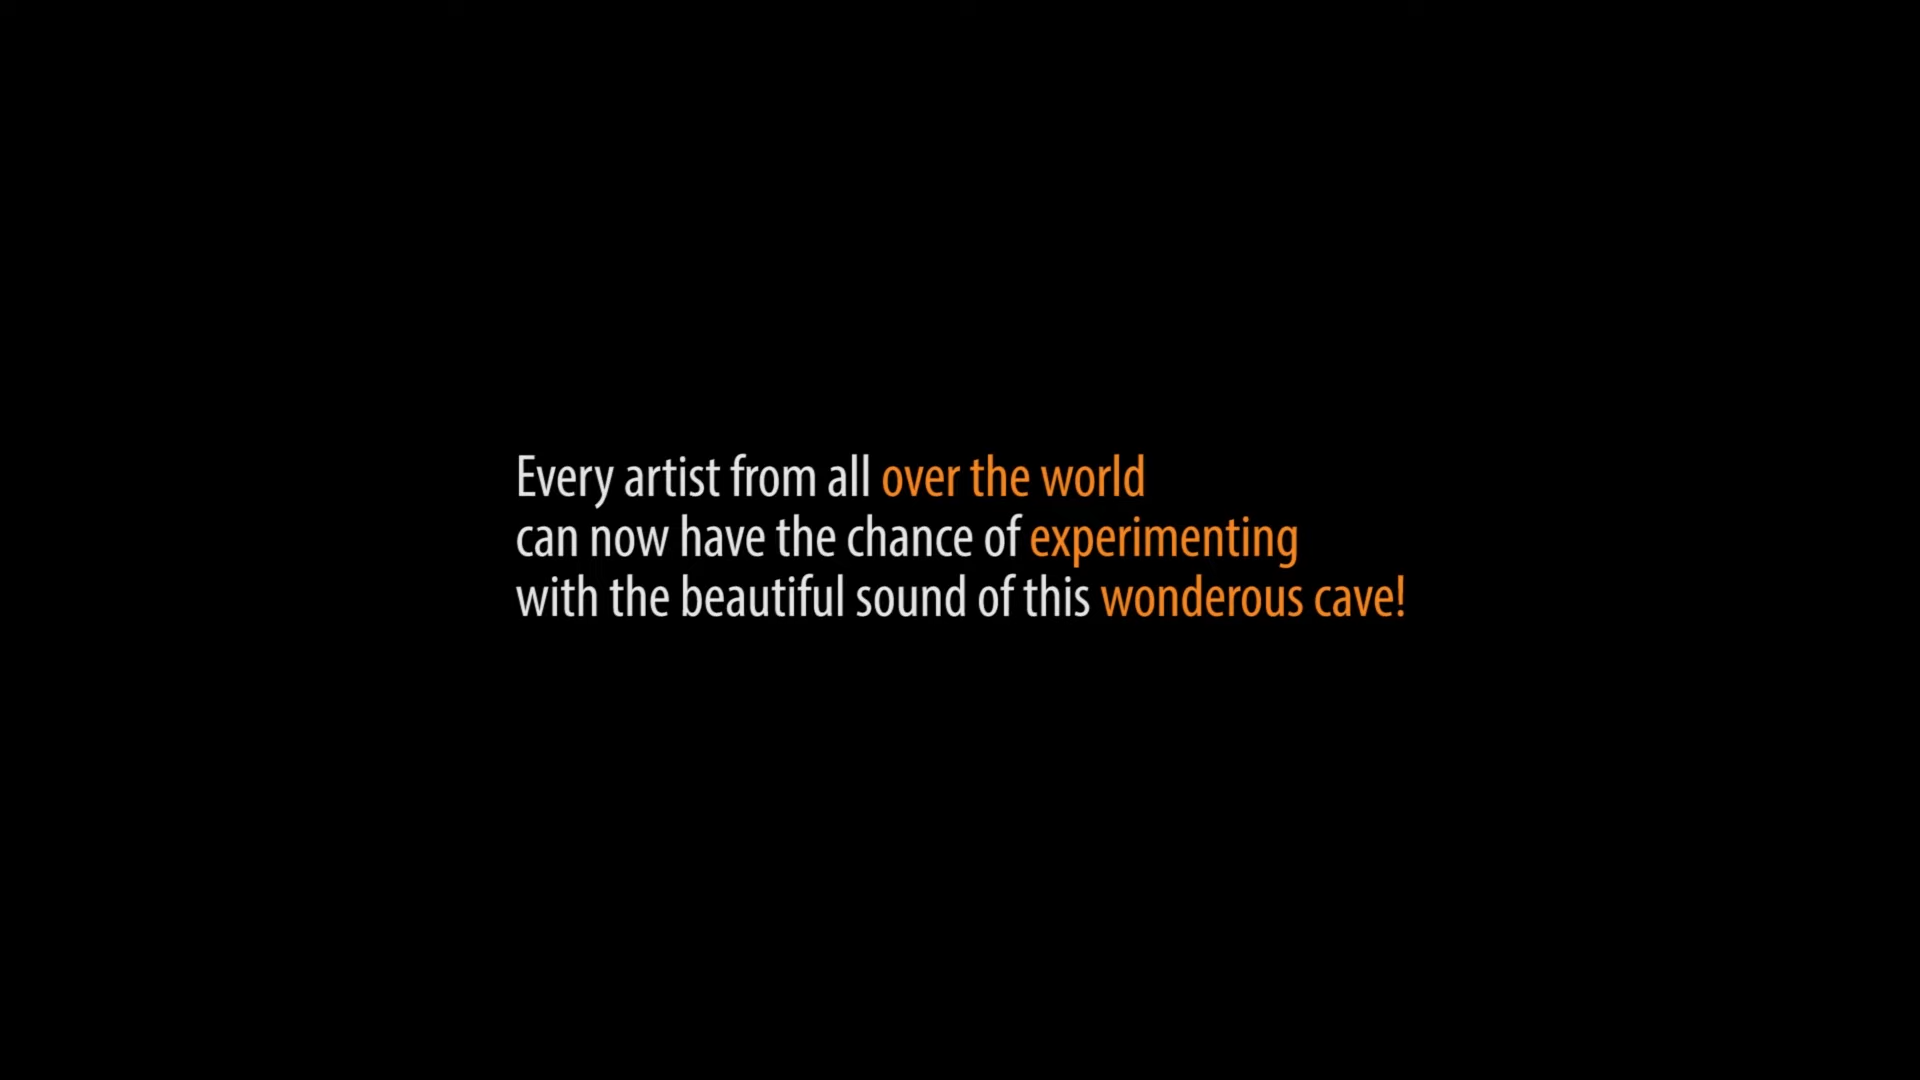 Every artist from all over the world
can now have the chance of experimenting
with the beautiful sound of this wonderous cave!